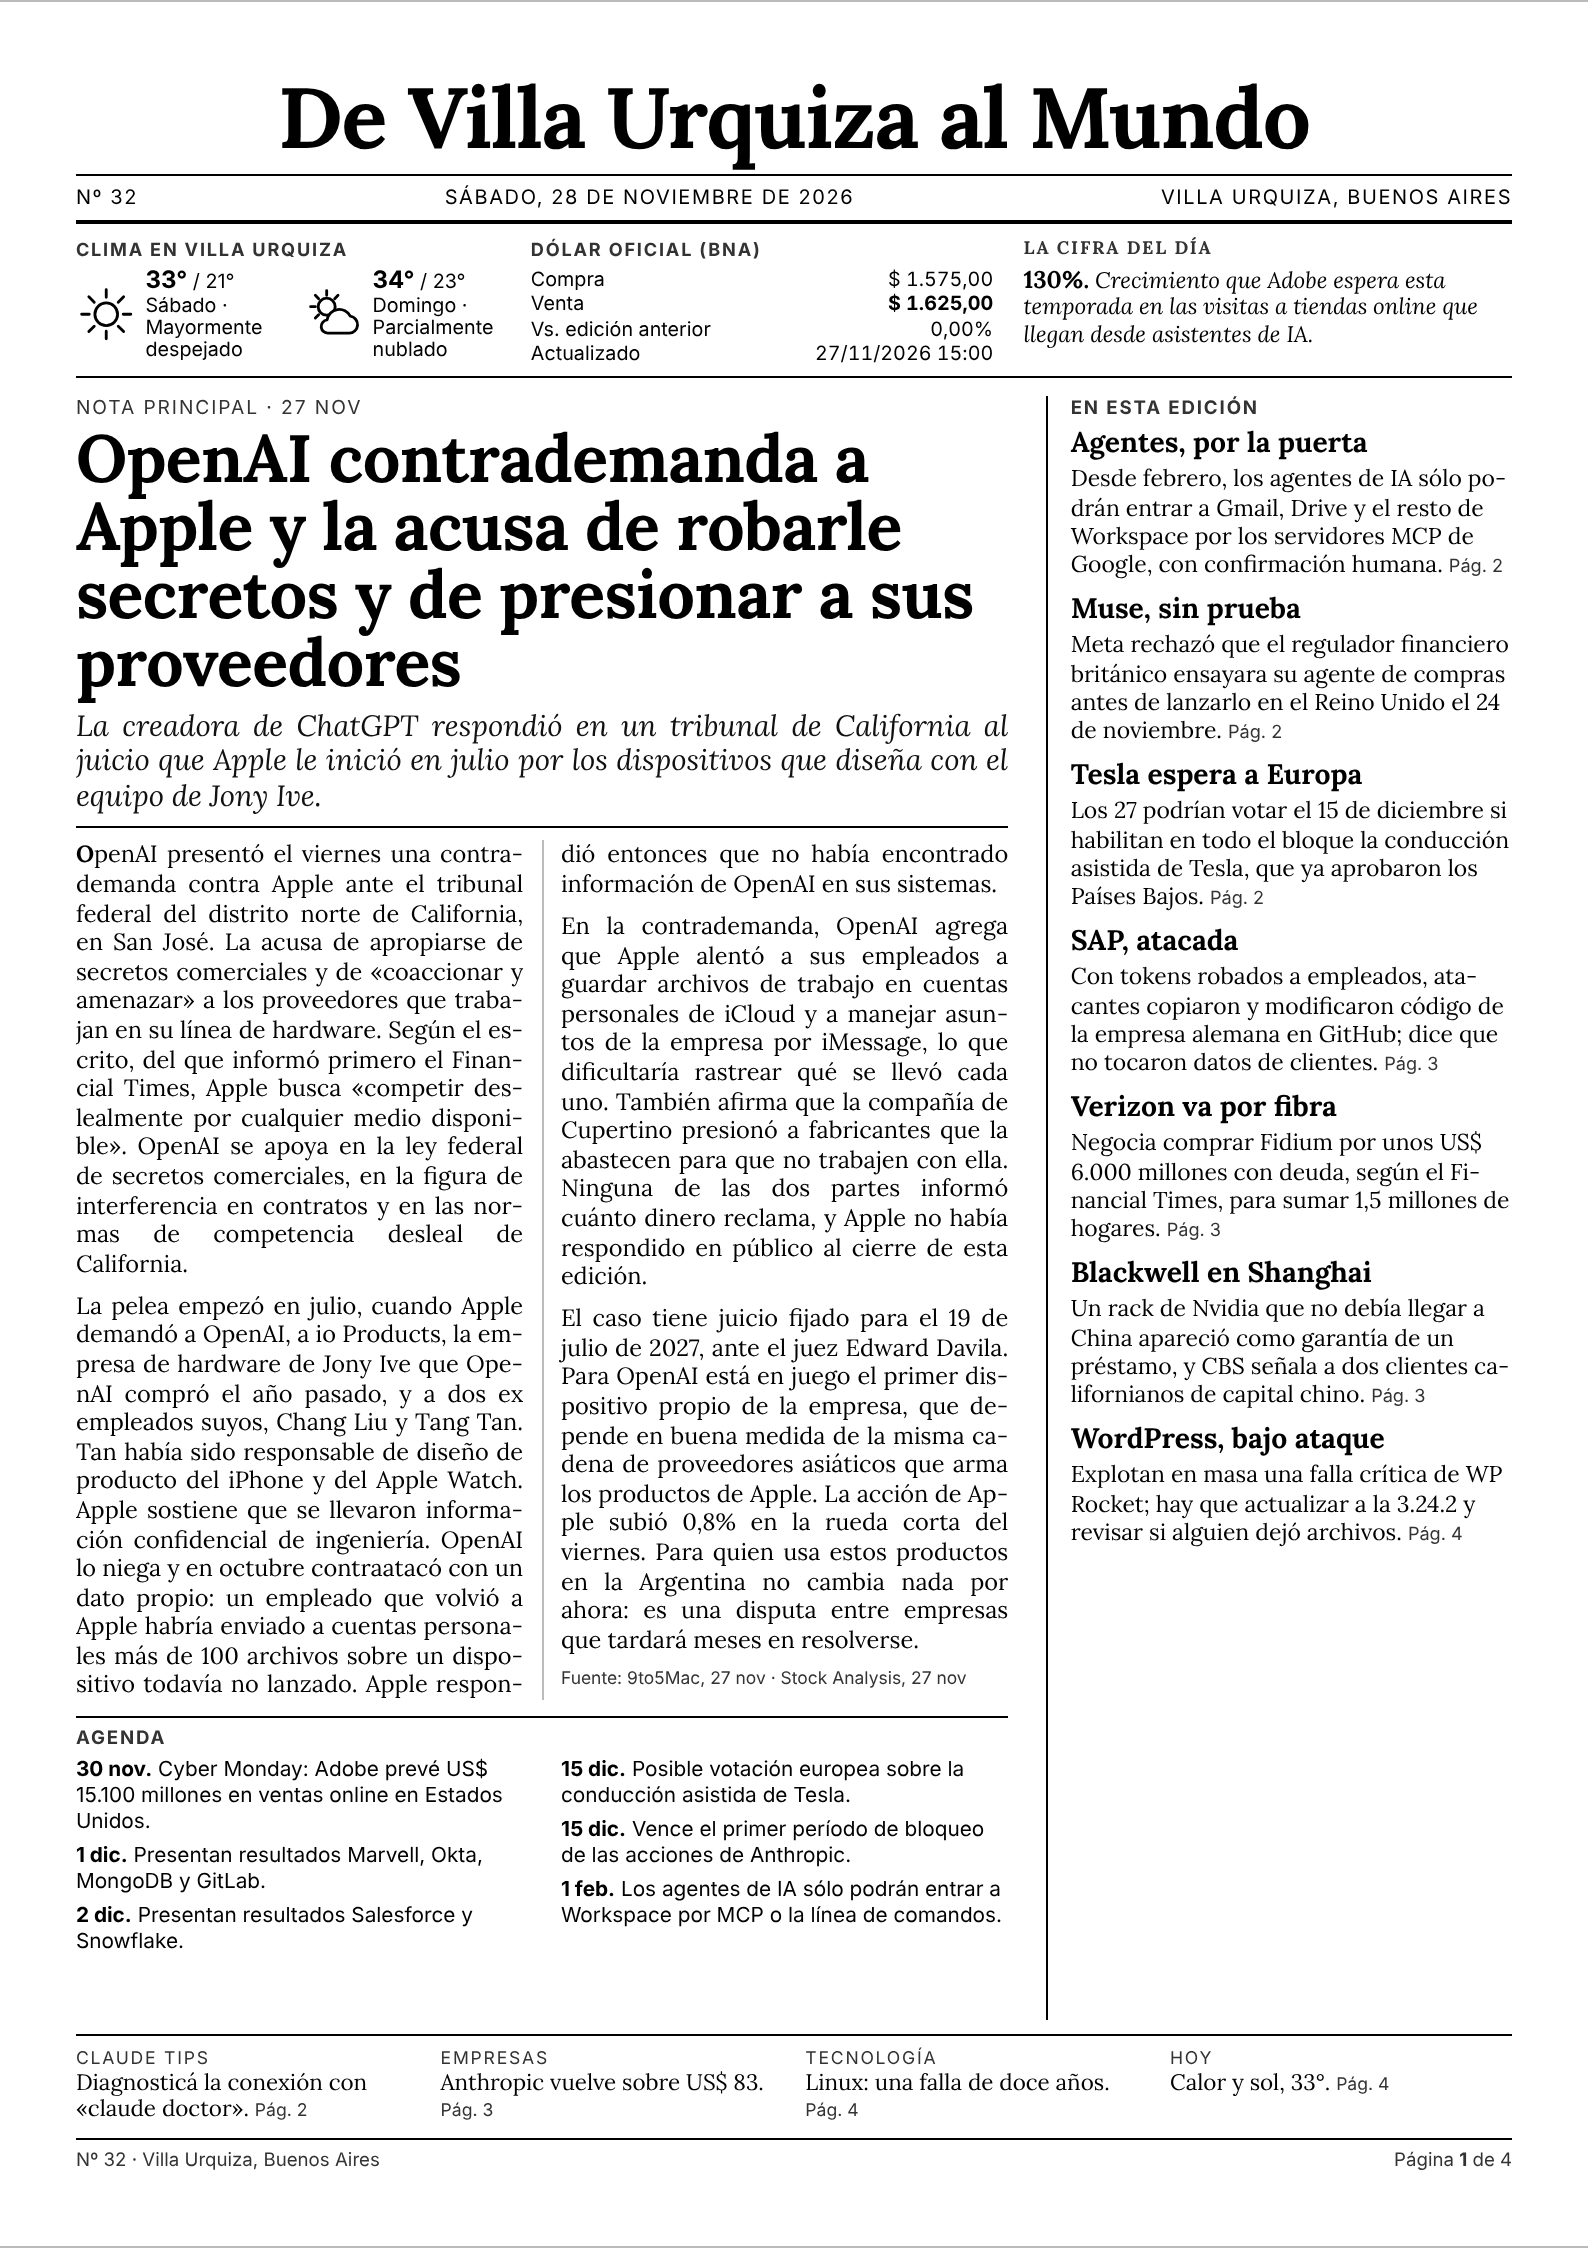 De Villa Urquiza al Mundo
Nº 32
SÁBADO, 28 DE NOVIEMBRE DE 2026
VILLA URQUIZA, BUENOS AIRES
CLIMA EN VILLA URQUIZA
33° / 21°
Sábado ·
Mayormente
despejado
34° / 23°
Domingo ·
Parcialmente
nublado
DÓLAR OFICIAL (BNA)
Compra $ 1.575,00
Venta $ 1.625,00
Vs. edición anterior 0,00%
Actualizado 27/11/2026 15:00
LA CIFRA DEL DÍA
130%. Crecimiento que Adobe espera esta
temporada en las visitas a tiendas online que
llegan desde asistentes de IA.
NOTA PRINCIPAL · 27 NOV
OpenAI contrademanda a
Apple y la acusa de robarle
secretos y de presionar a sus
proveedores
La creadora de ChatGPT respondió en un tribunal de California al
juicio que Apple le inició en julio por los dispositivos que diseña con el
equipo de Jony Ive.
OpenAI presentó el viernes una contra-
demanda contra Apple ante el tribunal
federal del distrito norte de California,
en San José. La acusa de apropiarse de
secretos comerciales y de «coaccionar y
amenazar» a los proveedores que traba-
jan en su línea de hardware. Según el es-
crito, del que informó primero el Finan-
cial Times, Apple busca «competir des-
lealmente por cualquier medio disponi-
ble». OpenAI se apoya en la ley federal
de secretos comerciales, en la figura de
interferencia en contratos y en las nor-
mas de competencia desleal de
California.
La pelea empezó en julio, cuando Apple
demandó a OpenAI, a io Products, la em-
presa de hardware de Jony Ive que Ope-
nAI compró el año pasado, y a dos ex
empleados suyos, Chang Liu y Tang Tan.
Tan había sido responsable de diseño de
producto del iPhone y del Apple Watch.
Apple sostiene que se llevaron informa-
ción confidencial de ingeniería. OpenAI
lo niega y en octubre contraatacó con un
dato propio: un empleado que volvió a
Apple habría enviado a cuentas persona-
les más de 100 archivos sobre un dispo-
sitivo todavía no lanzado. Apple respon-
dió entonces que no había encontrado
información de OpenAI en sus sistemas.
En la contrademanda, OpenAI agrega
que Apple alentó a sus empleados a
guardar archivos de trabajo en cuentas
personales de iCloud y a manejar asun-
tos de la empresa por iMessage, lo que
dificultaría rastrear qué se llevó cada
uno. También afirma que la compañía de
Cupertino presionó a fabricantes que la
abastecen para que no trabajen con ella.
Ninguna de las dos partes informó
cuánto dinero reclama, y Apple no había
respondido en público al cierre de esta
edición.
El caso tiene juicio fijado para el 19 de
julio de 2027, ante el juez Edward Davila.
Para OpenAI está en juego el primer dis-
positivo propio de la empresa, que de-
pende en buena medida de la misma ca-
dena de proveedores asiáticos que arma
los productos de Apple. La acción de Ap-
ple subió 0,8% en la rueda corta del
viernes. Para quien usa estos productos
en la Argentina no cambia nada por
ahora: es una disputa entre empresas
que tardará meses en resolverse.
Fuente: 9to5Mac, 27 nov · Stock Analysis, 27 nov
AGENDA
30 nov. Cyber Monday: Adobe prevé US$
15.100 millones en ventas online en Estados
Unidos.
1 dic. Presentan resultados Marvell, Okta,
MongoDB y GitLab.
2 dic. Presentan resultados Salesforce y
Snowflake.
15 dic. Posible votación europea sobre la
conducción asistida de Tesla.
15 dic. Vence el primer período de bloqueo
de las acciones de Anthropic.
1 feb. Los agentes de IA sólo podrán entrar a
Workspace por MCP o la línea de comandos.
EN ESTA EDICIÓN
Agentes, por la puerta
Desde febrero, los agentes de IA sólo po-
drán entrar a Gmail, Drive y el resto de
Workspace por los servidores MCP de
Google, con confirmación humana. Pág. 2
Muse, sin prueba
Meta rechazó que el regulador financiero
británico ensayara su agente de compras
antes de lanzarlo en el Reino Unido el 24
de noviembre. Pág. 2
Tesla espera a Europa
Los 27 podrían votar el 15 de diciembre si
habilitan en todo el bloque la conducción
asistida de Tesla, que ya aprobaron los
Países Bajos. Pág. 2
SAP, atacada
Con tokens robados a empleados, ata-
cantes copiaron y modificaron código de
la empresa alemana en GitHub; dice que
no tocaron datos de clientes. Pág. 3
Verizon va por fibra
Negocia comprar Fidium por unos US$
6.000 millones con deuda, según el Fi-
nancial Times, para sumar 1,5 millones de
hogares. Pág. 3
Blackwell en Shanghai
Un rack de Nvidia que no debía llegar a
China apareció como garantía de un
préstamo, y CBS señala a dos clientes ca-
lifornianos de capital chino. Pág. 3
WordPress, bajo ataque
Explotan en masa una falla crítica de WP
Rocket; hay que actualizar a la 3.24.2 y
revisar si alguien dejó archivos. Pág. 4
CLAUDE TIPS
Diagnosticá la conexión con
«claude doctor». Pág. 2
EMPRESAS
Anthropic vuelve sobre US$ 83.
Pág. 3
TECNOLOGÍA
Linux: una falla de doce años.
Pág. 4
HOY
Calor y sol, 33°. Pág. 4
Nº 32 · Villa Urquiza, Buenos Aires
Página 1 de 4